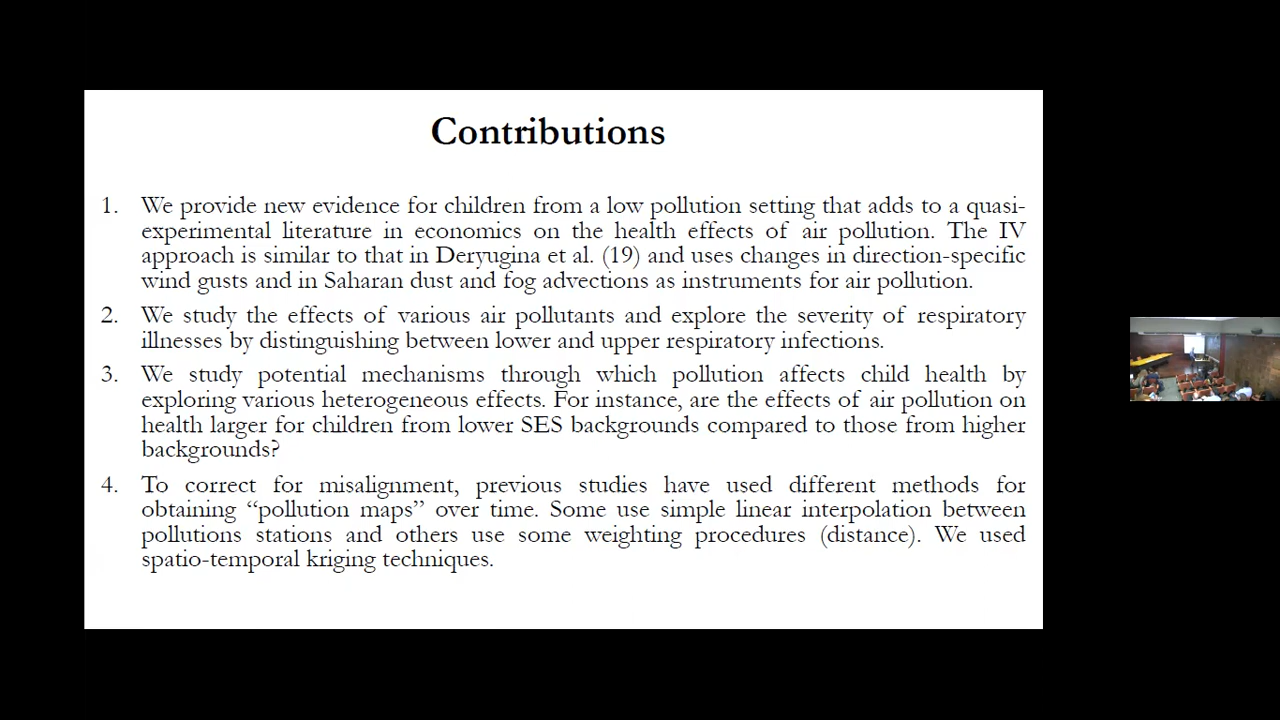 Contributions
1. We provide new evidence for children from a low pollution setting that adds to a quasi-
experimental literature in economics on the health effects of air pollution. The IV
approach is similar to that in Deryugina et al. (19) and uses changes in direction-specific
wind gusts and in Saharan dust and fog advections as instruments for air pollution.
2. We study the effects of various air pollutants and explore the severity of respiratory
illnesses by distinguishing between lower and upper respiratory infections.
3. We study potential mechanisms through which pollution affects child health by
exploring various heterogeneous effects. For instance, are the effects of air pollution on
health larger for children from lower SES backgrounds compared to those from higher
backgrounds?
4. To correct for misalignment, previous studies have used different methods for
obtaining “pollution maps” over time. Some use simple linear interpolation between
pollutions stations and others use some weighting procedures (distance). We used
spatio-temporal kriging techniques.